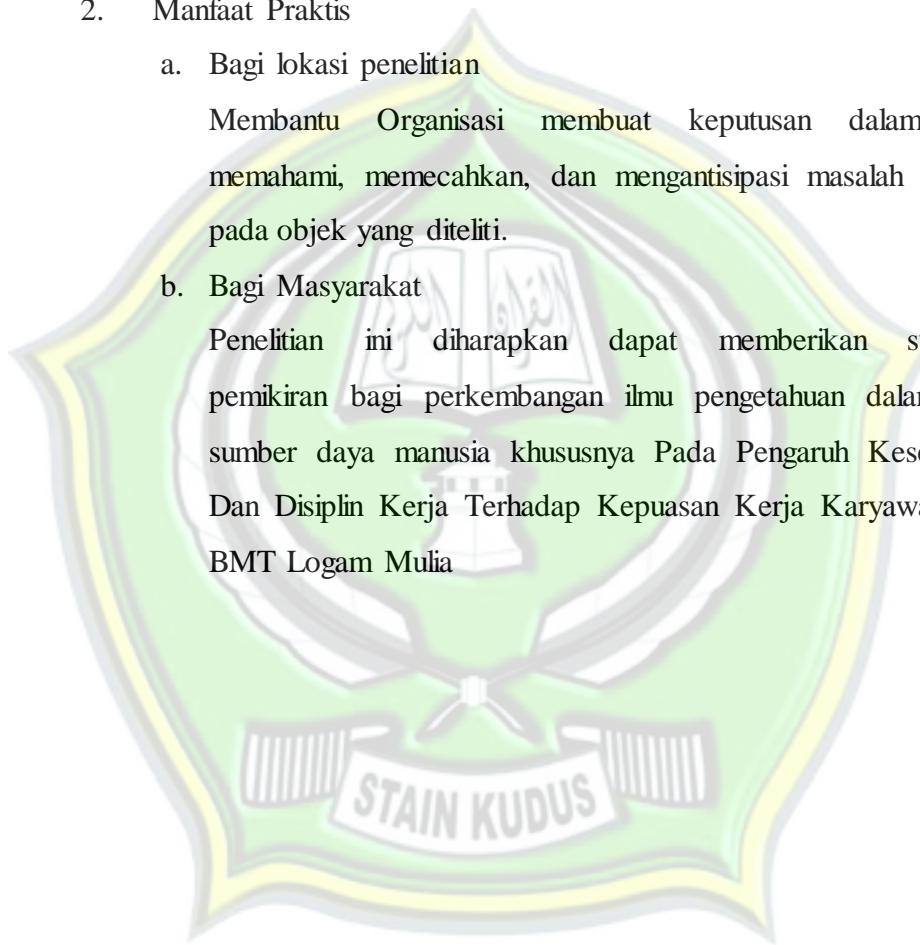 2. Manfaat Praktis
a. Bagi lokasi penelitian
Membantu Organisasi membuat keputusan dalam
memahami, memecahkan, dan mengantisipasi masalah
pada objek yang diteliti.
b. Bagi Masyarakat
Penelitian ini diharapkan dapat memberikan
pemikiran bagi perkembangan ilmu pengetahuan
sumber daya manusia khususnya Pada Pengaruh
Dan Disiplin Kerja Terhadap Kepuasan Kerja
BMT Logam Mulia
STAIN KUDUS